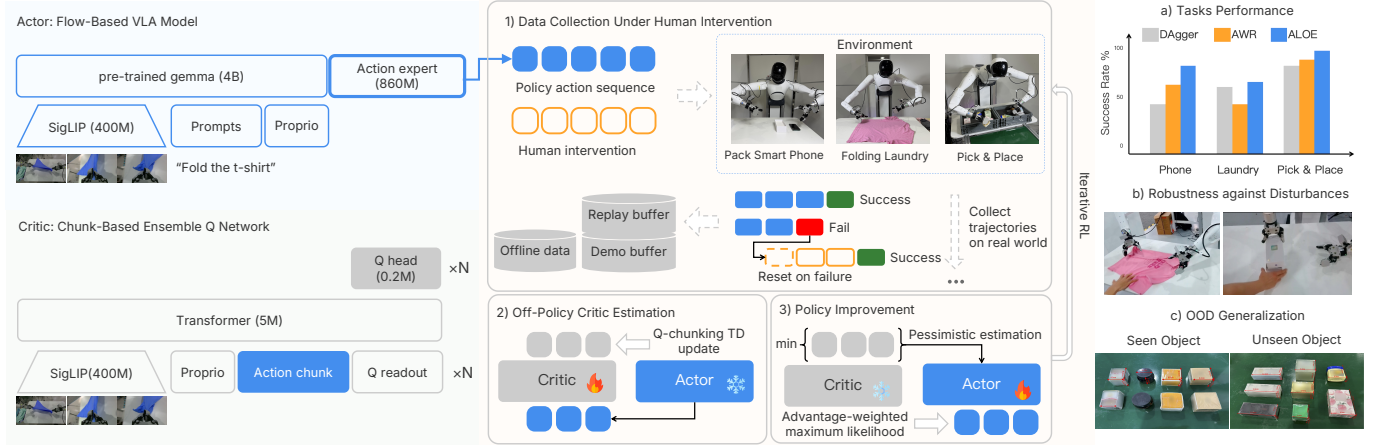 Actor: Flow-Based VLA Model
pre-trained gemma (4B)
Action expert
(860M)
SigLIP (400M)
Prompts
Proprio
“Fold the t-shirt”
Critic: Chunk-Based Ensemble Q Network
Q head
(0.2M)
×N
Transformer (5M)
SigLIP(400M)
Proprio
Action chunk
Q readout
×N
1) Data Collection Under Human Intervention
Policy action sequence
Human intervention
Environment
Pack Smart Phone
Folding Laundry
Pick & Place
Replay buffer
Offline data
Demo buffer
Success
Fail
Success
Reset on failure
Collect
trajectories
on real world
...
Iterative RL
2) Off-Policy Critic Estimation
Q-chunking TD
update
Critic
Actor
3) Policy Improvement
min
Pessimistic estimation
Critic
Actor
Advantage-weighted
maximum likelihood
a) Tasks Performance
DAgger
AWR
ALOE
Success Rate %
100
50
0
Phone
Laundry
Pick & Place
b) Robustness against Disturbances
c) OOD Generalization
Seen Object
Unseen Object